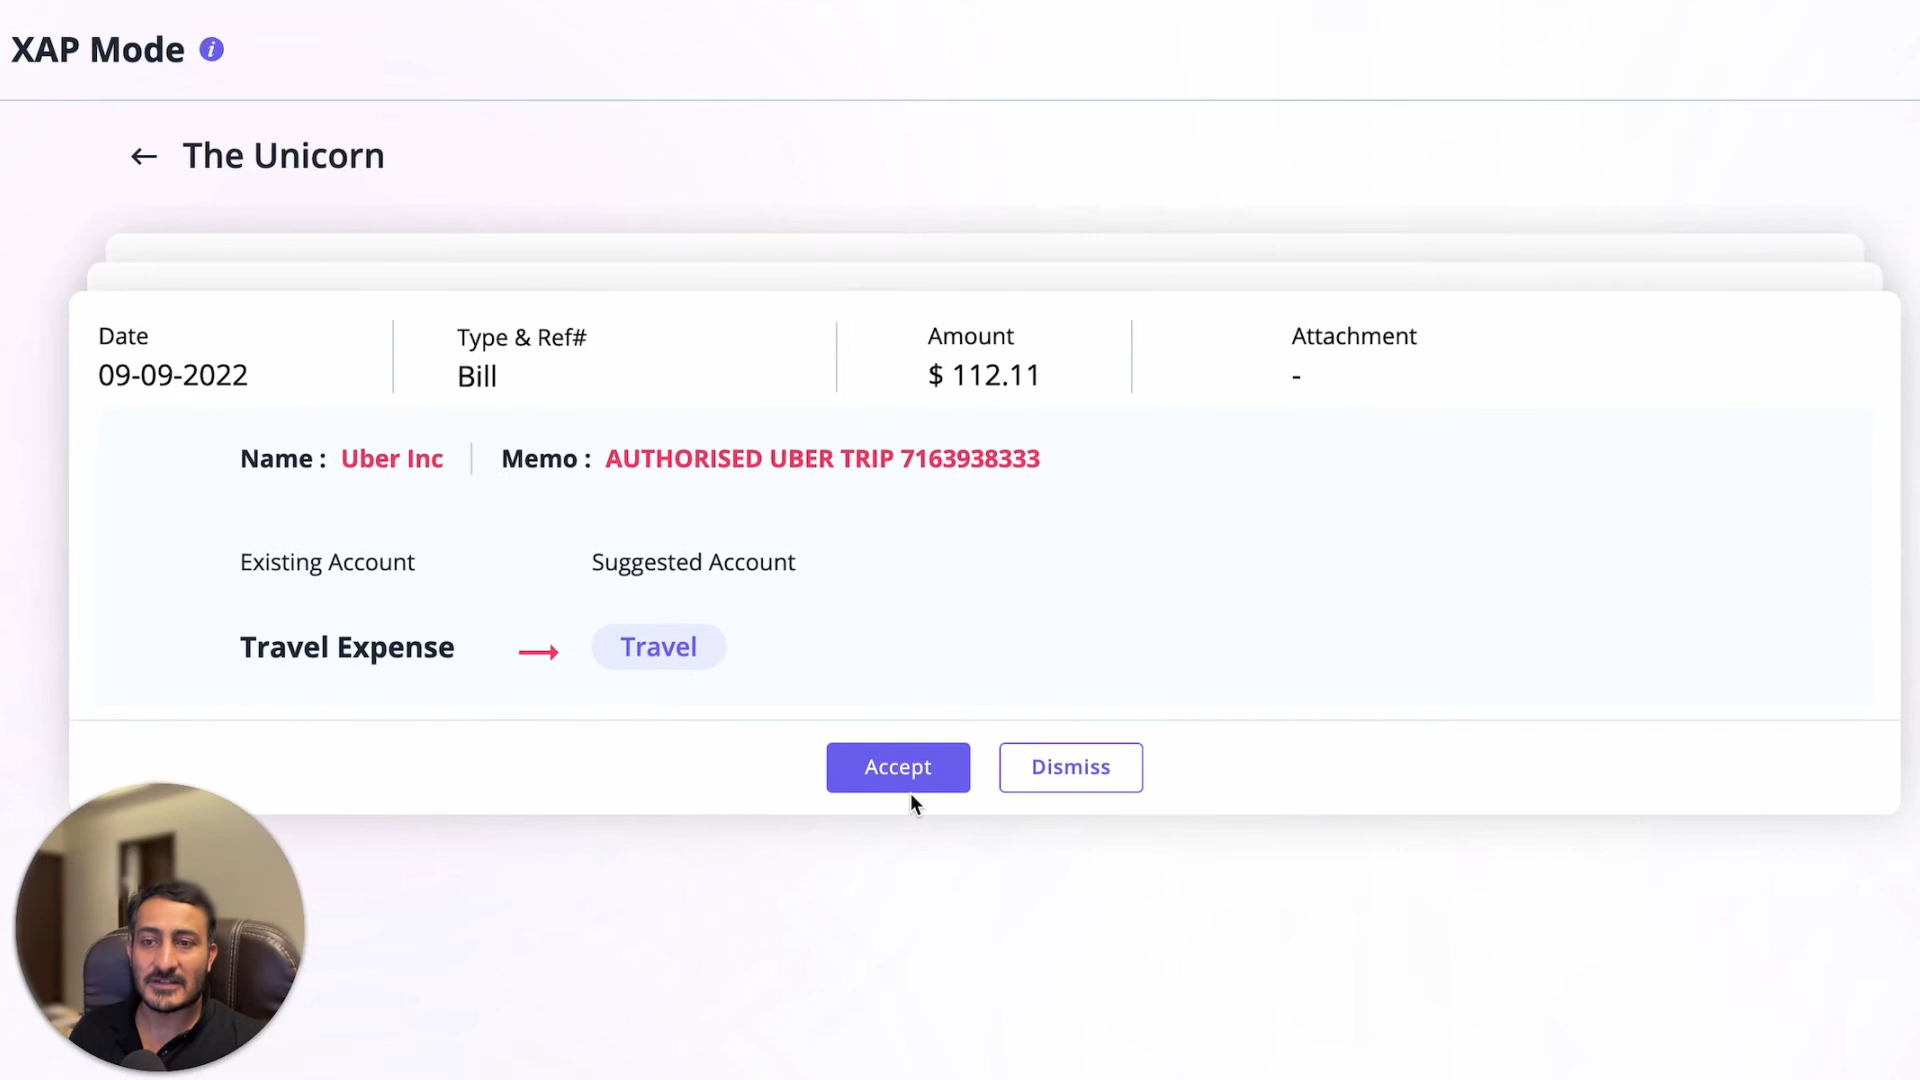 XAP Mode i
← The Unicorn
Date
09-09-2022
Type & Ref#
Bill
Amount
$ 112.11
Attachment
-
Name : Uber Inc
Memo : AUTHORISED UBER TRIP 7163938333
Existing Account
Suggested Account
Travel Expense → Travel
Accept
Dismiss